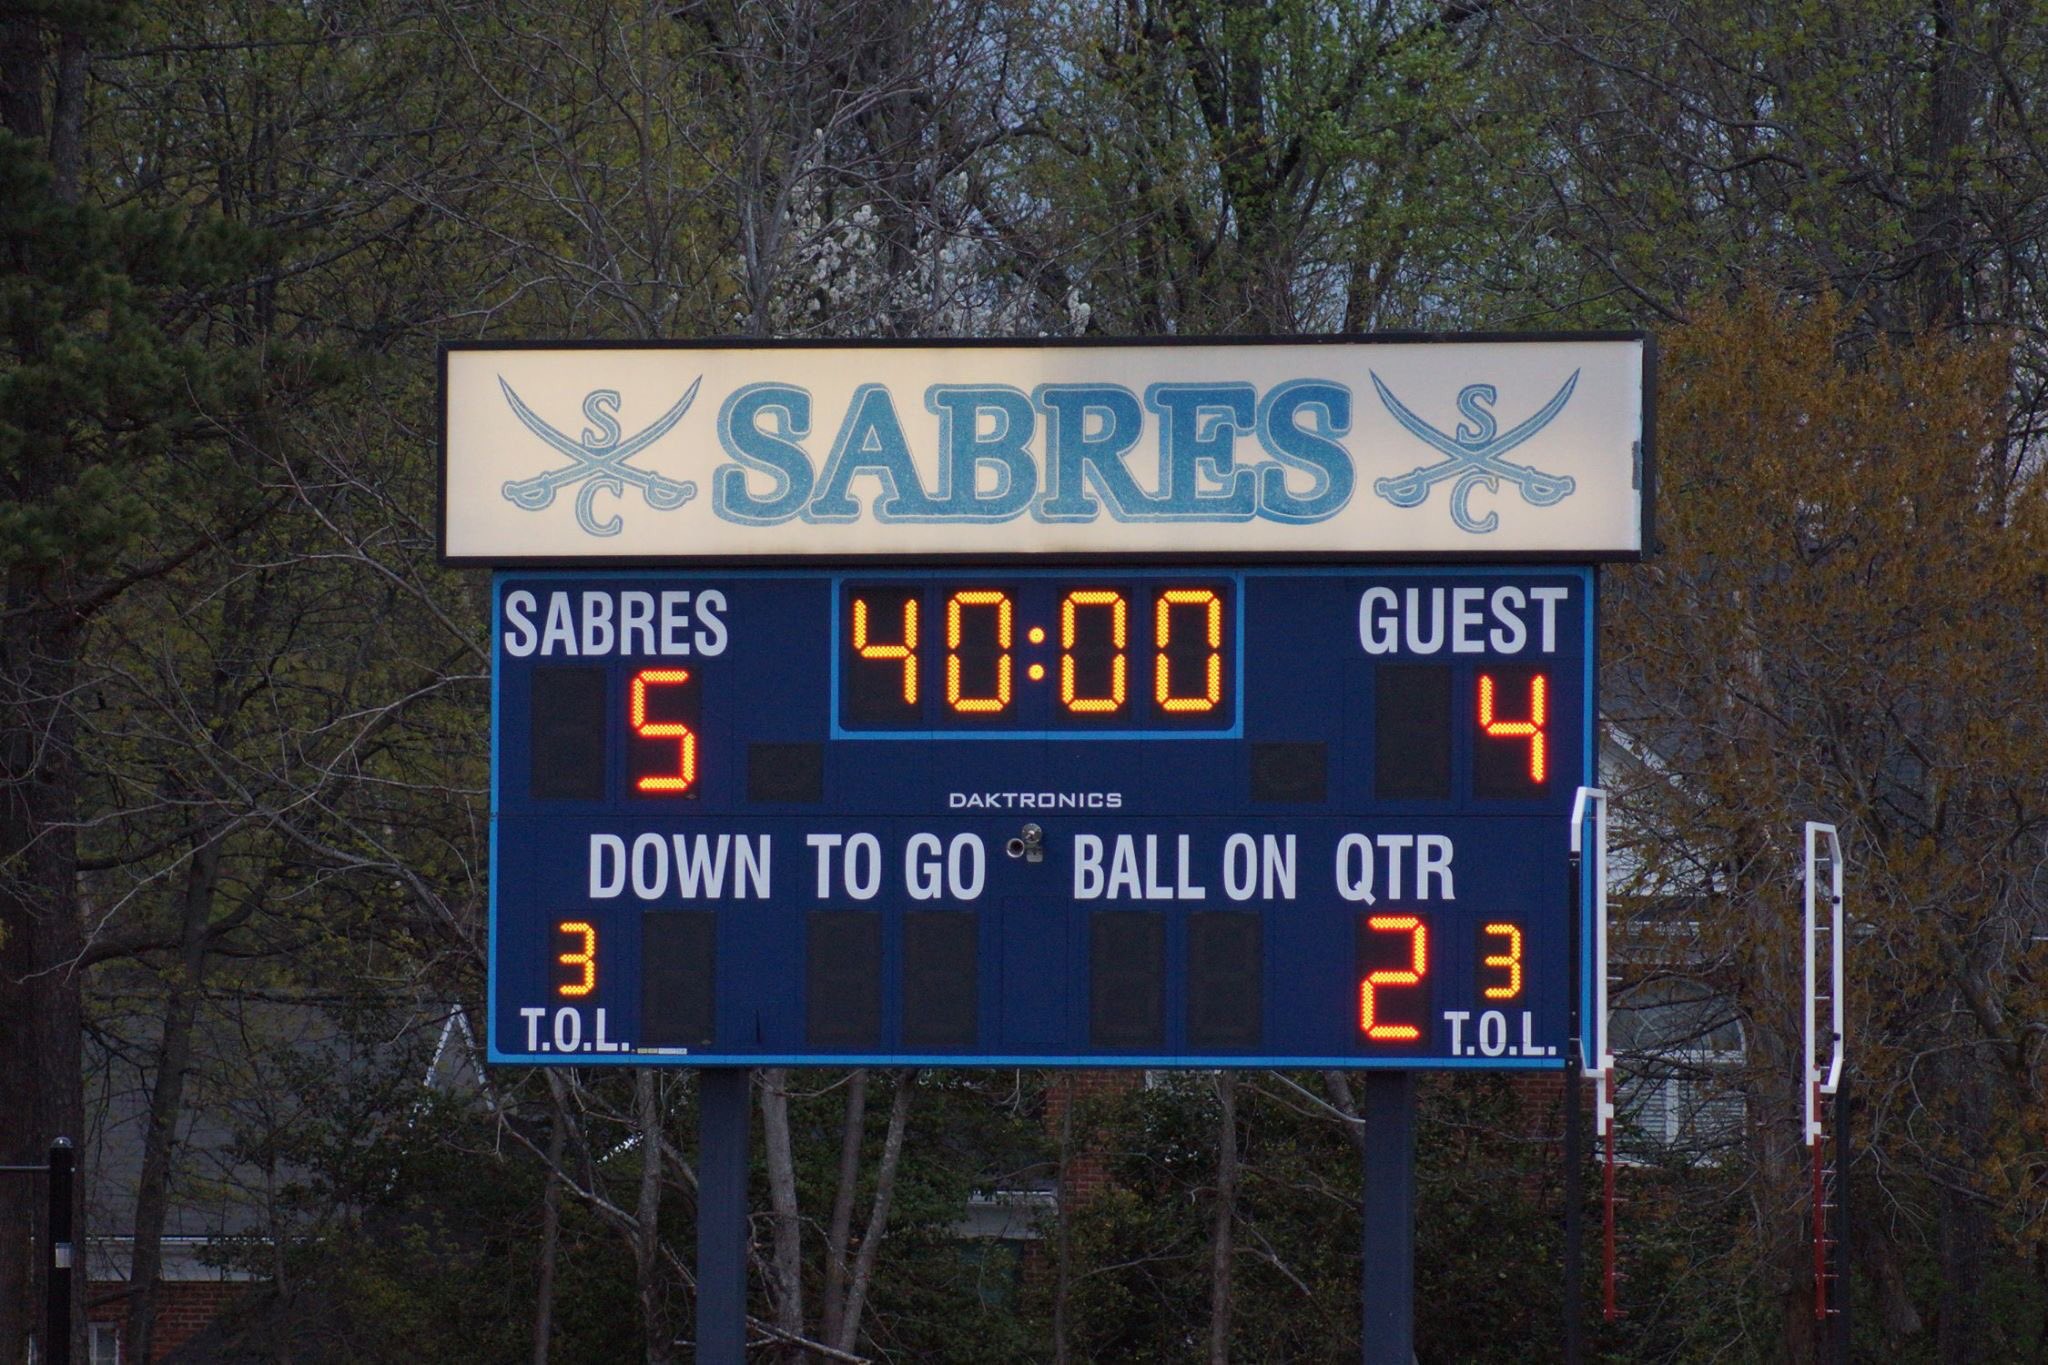 S C SABRES S C
SABRES 40:00 GUEST
5 4
DAKTRONICS
DOWN TO GO BALL ON QTR
3 2 3
T.O.L. T.O.L.